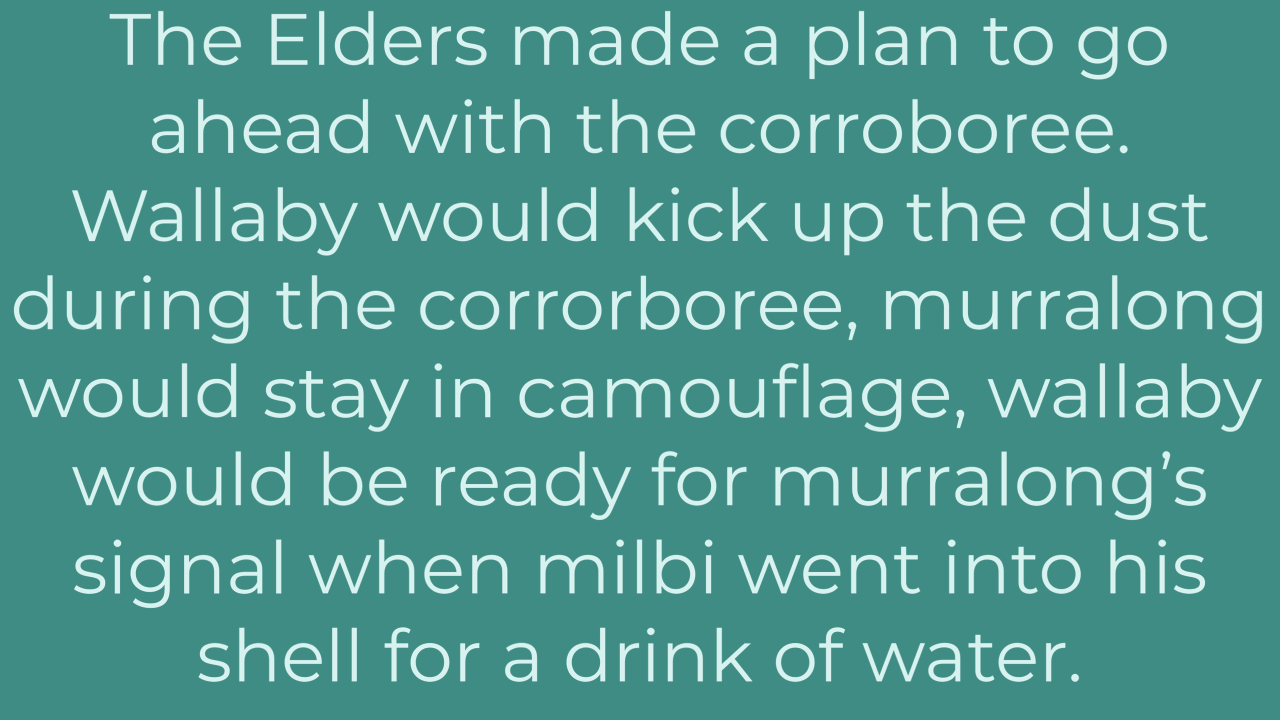 The Elders made a plan to go
ahead with the corroboree.
Wallaby would kick up the dust
during the corrorboree, murralong
would stay in camouflage, wallaby
would be ready for murralong’s
signal when milbi went into his
shell for a drink of water.